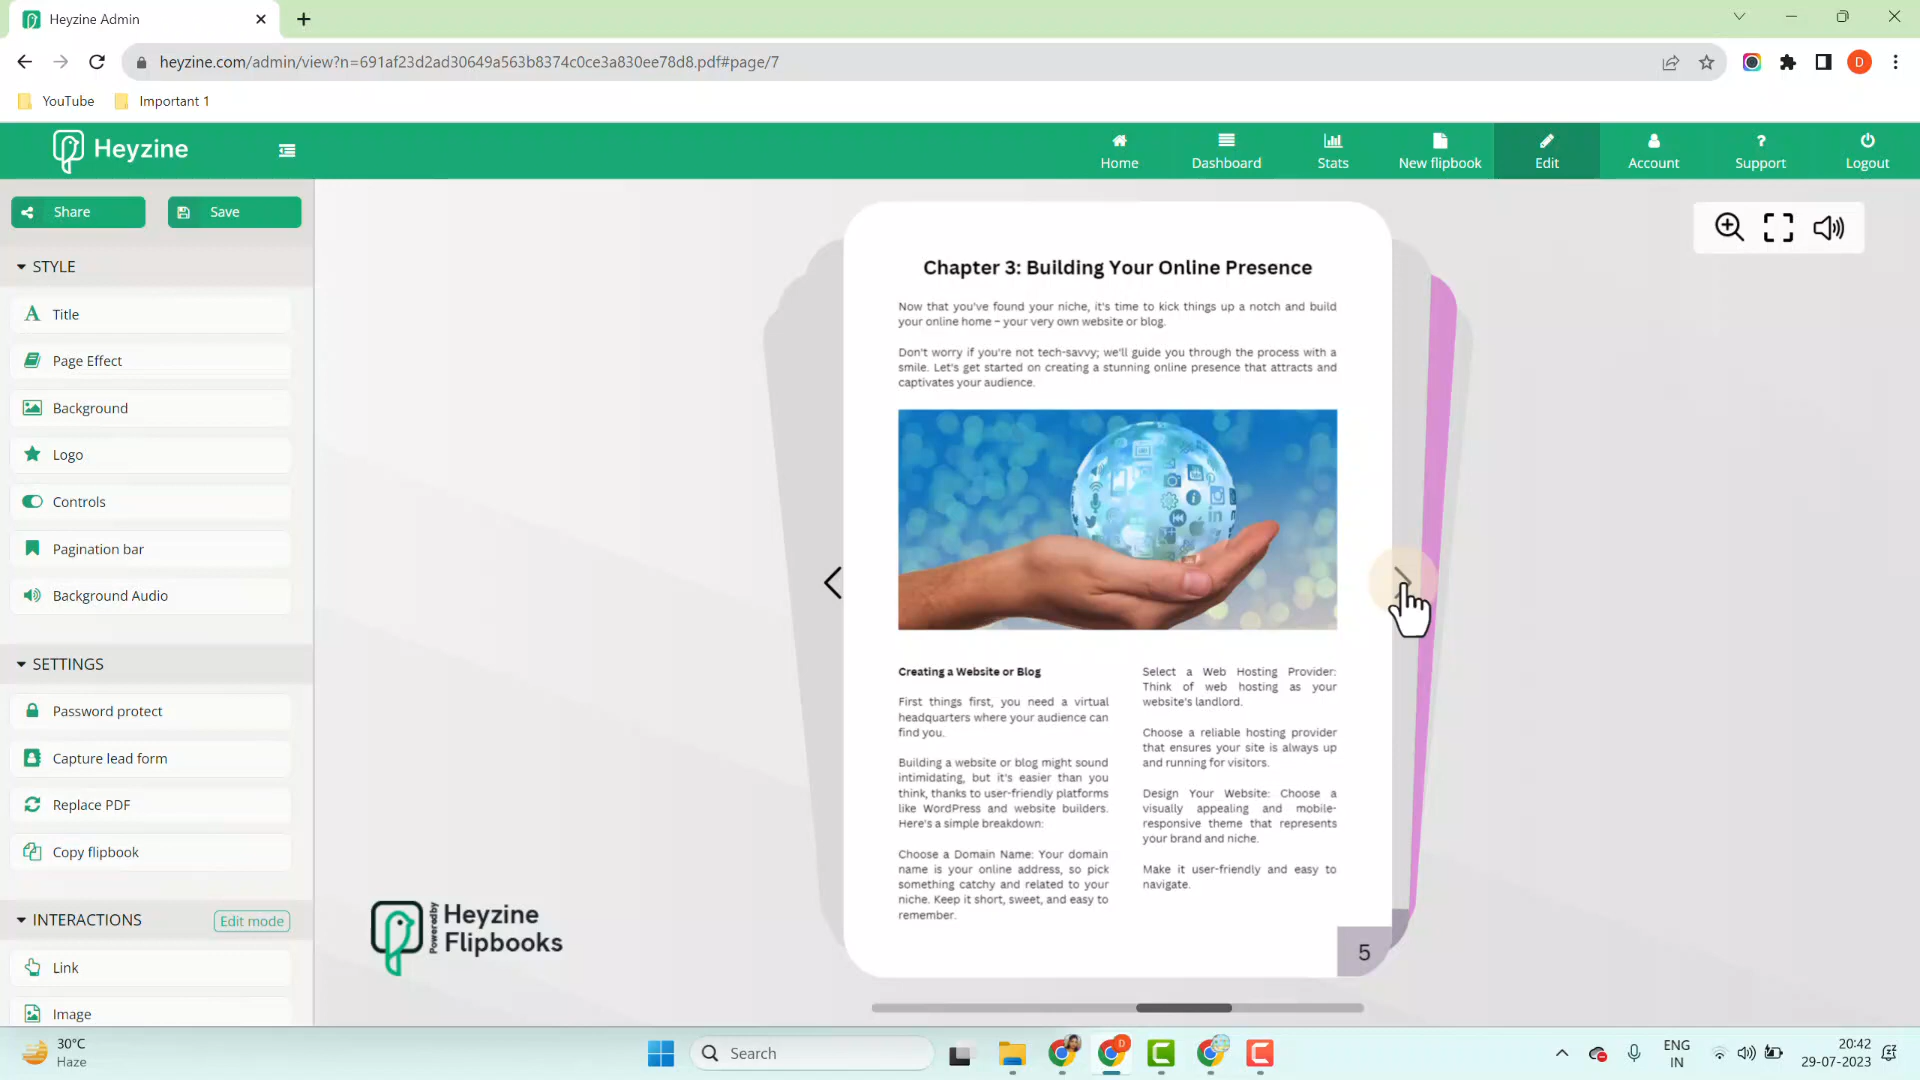 Heyzine Admin
heyzine.com/admin/view?n=691af23d2ad30649a563b8374c0ce3a830ee78d8.pdf#page/7
D
YouTube
Important 1
Heyzine
Home
Dashboard
Stats
New flipbook
Edit
Account
Support
Logout
Share
Save
STYLE
Title
Page Effect
Background
Logo
Controls
Pagination bar
Background Audio
SETTINGS
Password protect
Capture lead form
Replace PDF
Copy flipbook
INTERACTIONS
Edit mode
Link
Image
Chapter 3: Building Your Online Presence
Now that you've found your niche, it's time to kick things up a notch and build
your online home – your very own website or blog.
Don't worry if you're not tech-savvy; we'll guide you through the process with a
smile. Let's get started on creating a stunning online presence that attracts and
captivates your audience.
Creating a Website or Blog
First things first, you need a virtual
headquarters where your audience can
find you.
Building a website or blog might sound
intimidating, but it's easier than you
think, thanks to user-friendly platforms
like WordPress and website builders.
Here's a simple breakdown:
Choose a Domain Name: Your domain
name is your online address, so pick
something catchy and related to your
niche. Keep it short, sweet, and easy to
remember.
Select a Web Hosting Provider:
Think of web hosting as your
website's landlord.
Choose a reliable hosting provider
that ensures your site is always up
and running for visitors.
Design Your Website: Choose a
visually appealing and mobile-
responsive theme that represents
your brand and niche.
Make it user-friendly and easy to
navigate.
5
Powered by
Heyzine
Flipbooks
30°C
Haze
Search
D
ENG
IN
20:42
29-07-2023